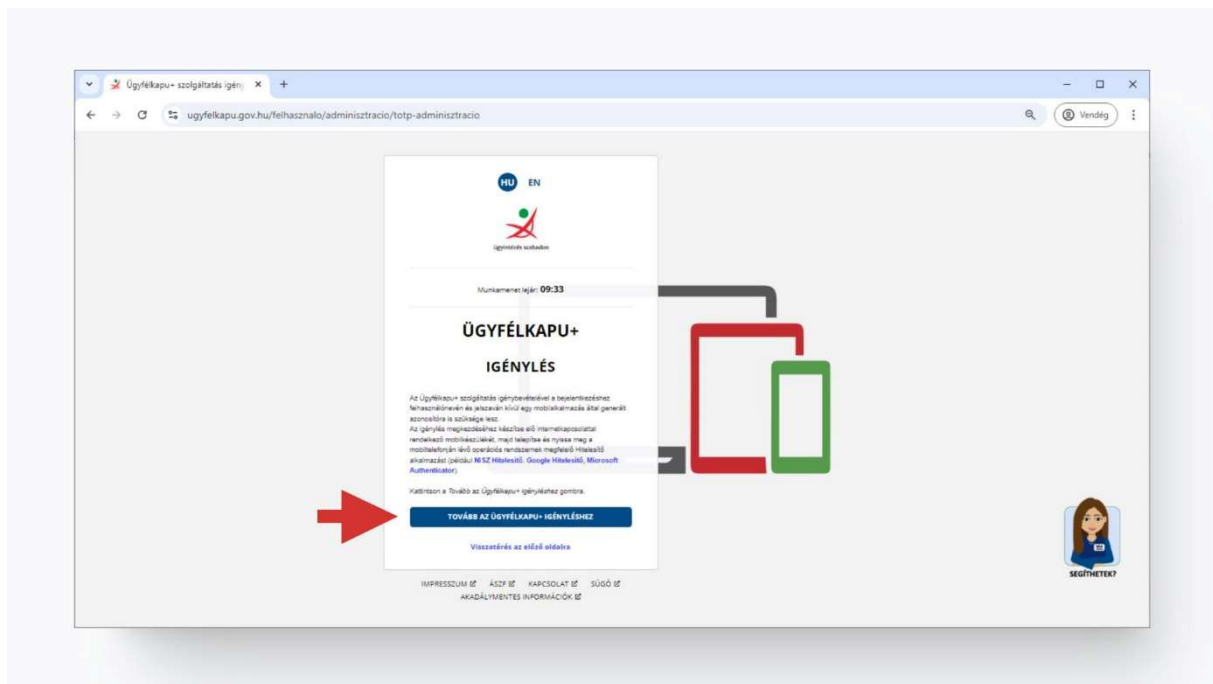 Ügyfélkapu+ szolgáltatás igény
ugyfelkapu.gov.hu/felhasznalo/adminisztracio/totp-adminisztracio
Vendég
HU EN
ügyintézés szabadon
Munkamenet lejár: 09:33
ÜGYFÉLKAPU+
IGÉNYLÉS
Az Ügyfélkapu+ szolgáltatás igénybevételével a bejelentkezéshez
felhasználónevén és jelszaván kívül egy mobilalkalmazás által generált
azonosítóra is szüksége lesz.
Az igénylés megkezdéséhez készítse elő internetkapcsolattal
rendelkező mobilkészülékét, majd telepítse és nyissa meg a
mobiltelefonján lévő operációs rendszernek megfelelő Hitelesítő
alkalmazást (például NISZ Hitelesítő, Google Hitelesítő, Microsoft
Authenticator).
Kattintson a Tovább az Ügyfélkapu+ igényléshez gombra.
TOVÁBB AZ ÜGYFÉLKAPU+ IGÉNYLÉSHEZ
Visszatérés az előző oldalra
IMPRESSZUM ÁSZF KAPCSOLAT SÚGÓ
AKADÁLYMENTES INFORMÁCIÓK
SEGÍTHETEK?